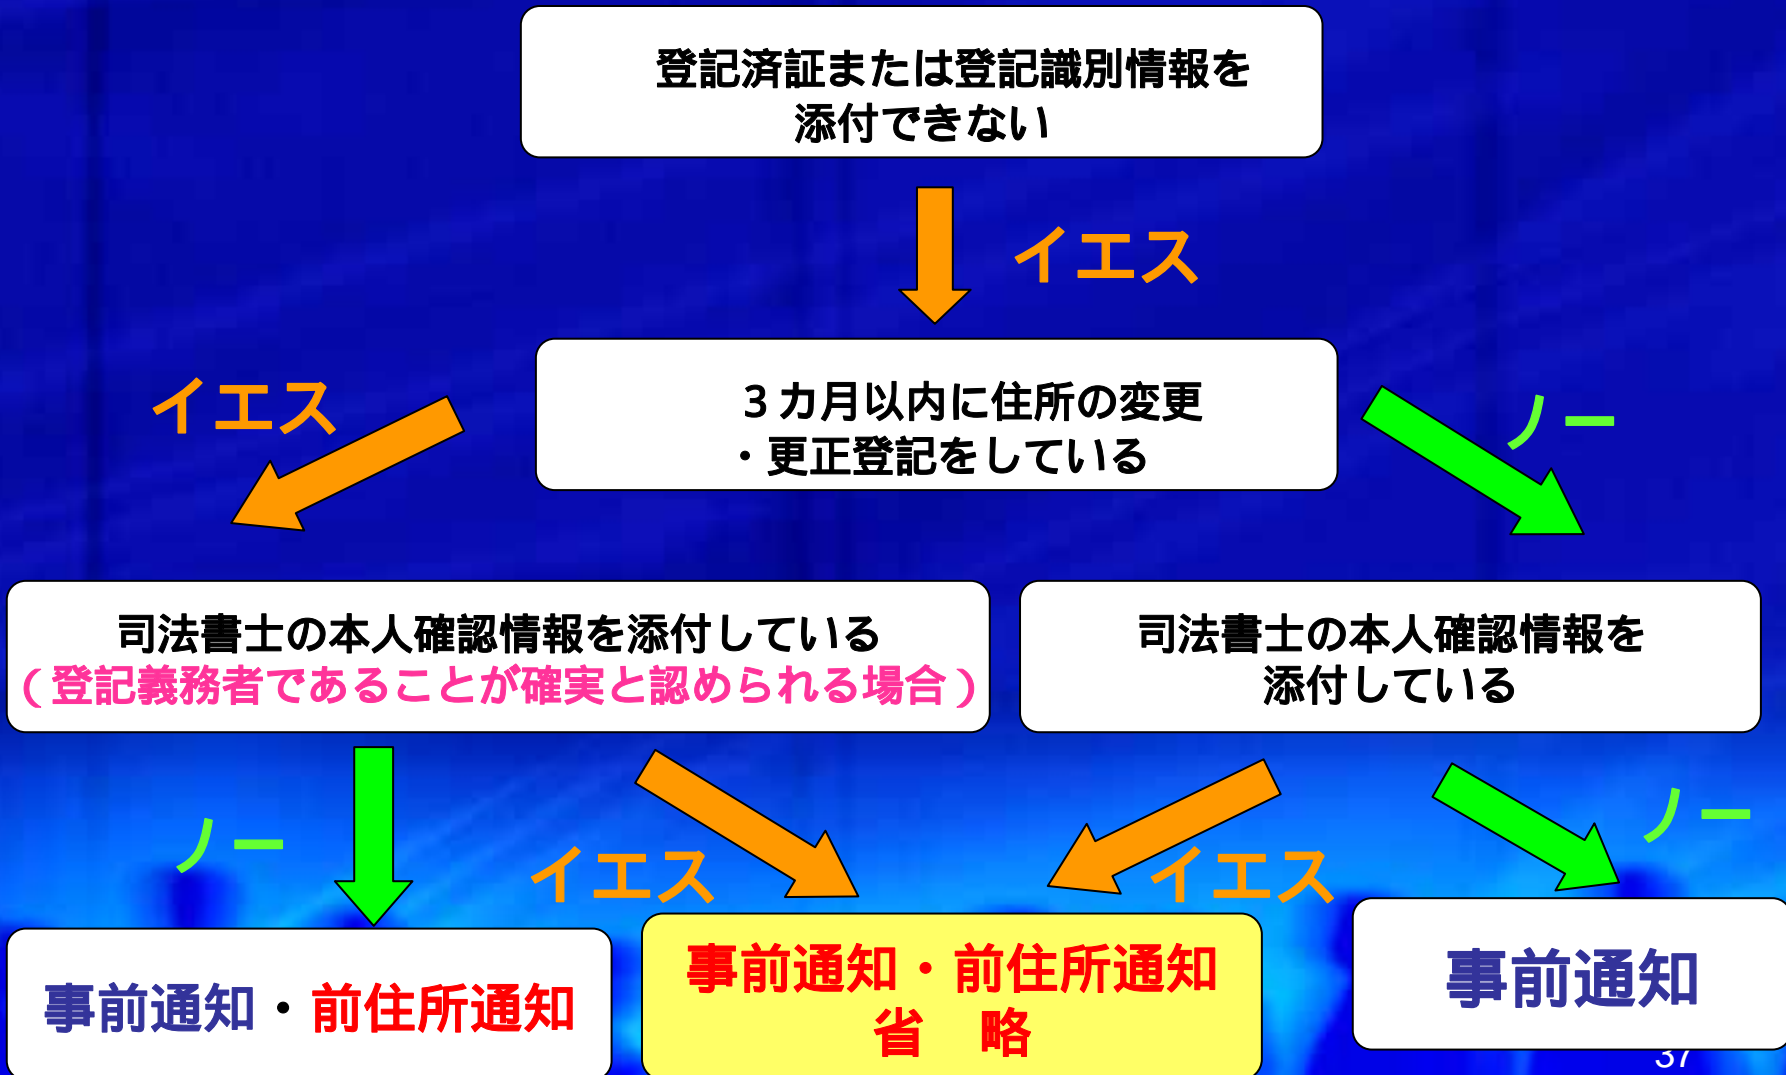 登記済証または登記識別情報を
添付できない
イエス
イエス
３カ月以内に住所の変更
・更正登記をしている
ノー
司法書士の本人確認情報を添付している
（登記義務者であることが確実と認められる場合）
司法書士の本人確認情報を
添付している
ノー
イエス
イエス
ノー
事前通知・前住所通知
事前通知・前住所通知
省　略
事前通知
37